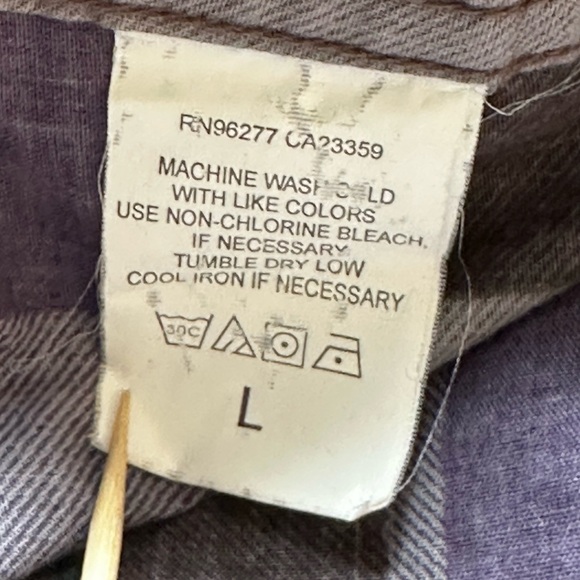 RN96277 CA23359
MACHINE WASH COLD
WITH LIKE COLORS
USE NON-CHLORINE BLEACH,
IF NECESSARY
TUMBLE DRY LOW
COOL IRON IF NECESSARY
30C
L